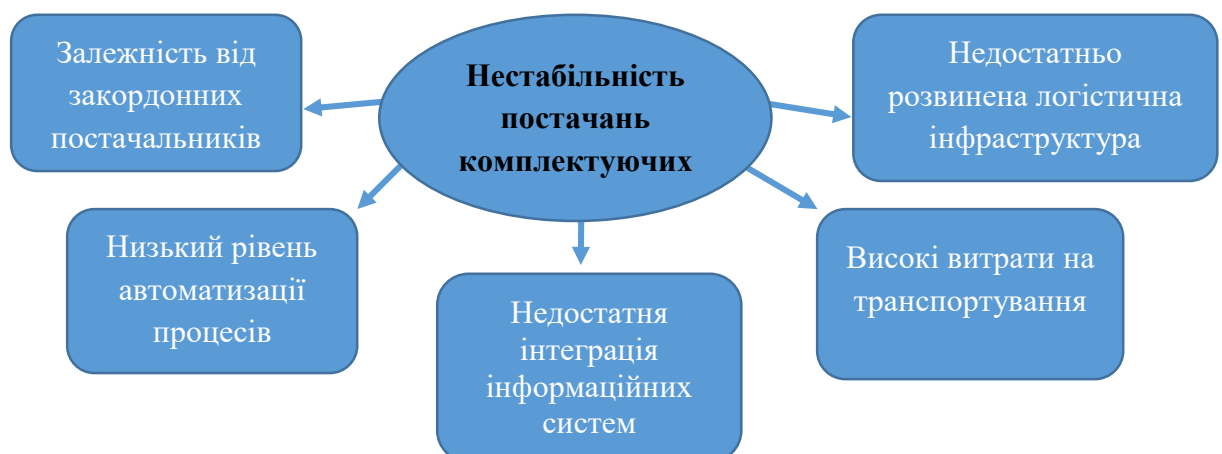 Залежність від
закордонних
постачальників
Нестабільність
постачань
комплектуючих
Недостатньо
розвинена логістична
інфраструктура
Низький рівень
автоматизації
процесів
Недостатня
інтеграція
інформаційних
систем
Високі витрати на
транспортування